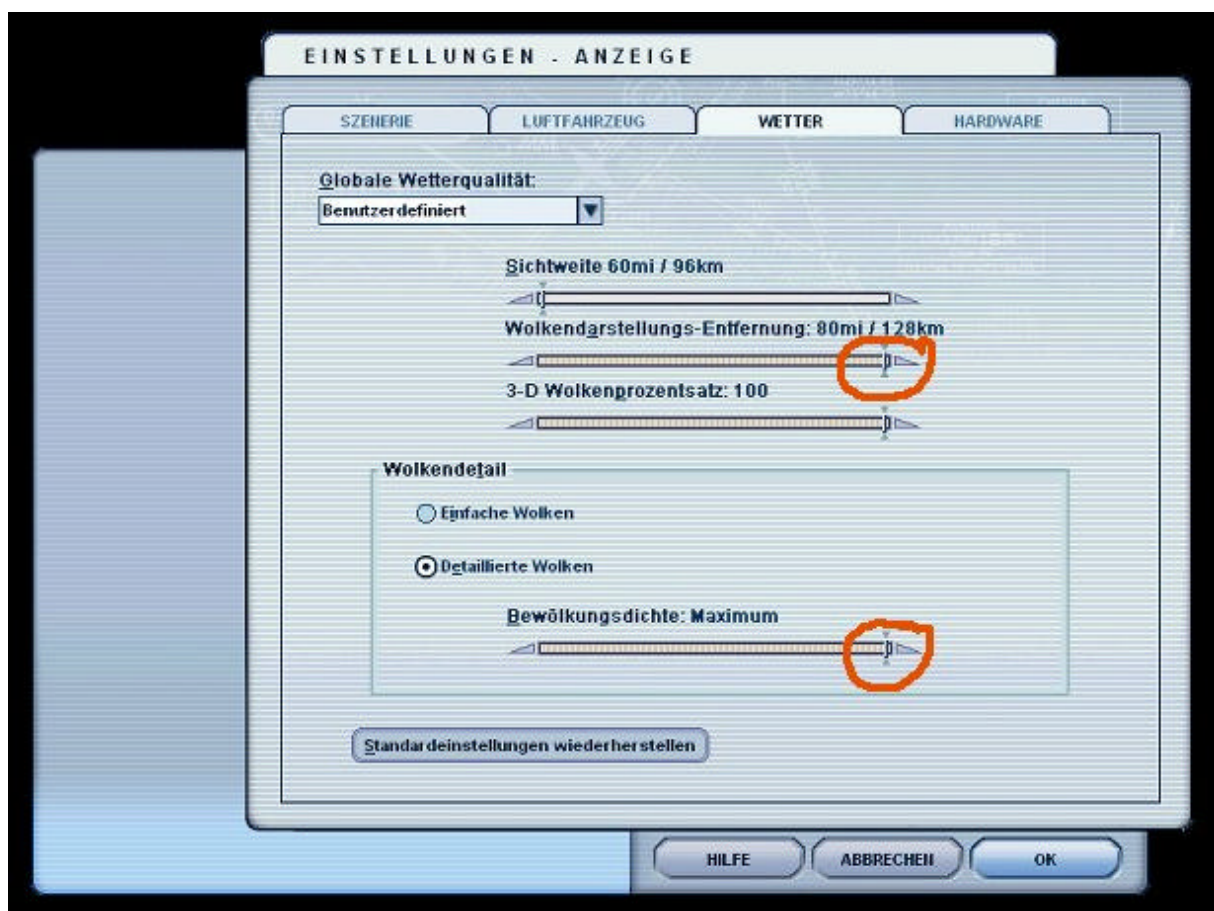 EINSTELLUNGEN - ANZEIGE
SZENERIE LUFTFAHRZEUG WETTER HARDWARE
Globale Wetterqualität:
Benutzerdefiniert
Sichtweite 60mi / 96km
Wolkendarstellungs-Entfernung: 80mi / 128km
3-D Wolkenprozentsatz: 100
Wolkendetail
Einfache Wolken
Detaillierte Wolken
Bewölkungsdichte: Maximum
Standardeinstellungen wiederherstellen
HILFE ABBRECHEN OK